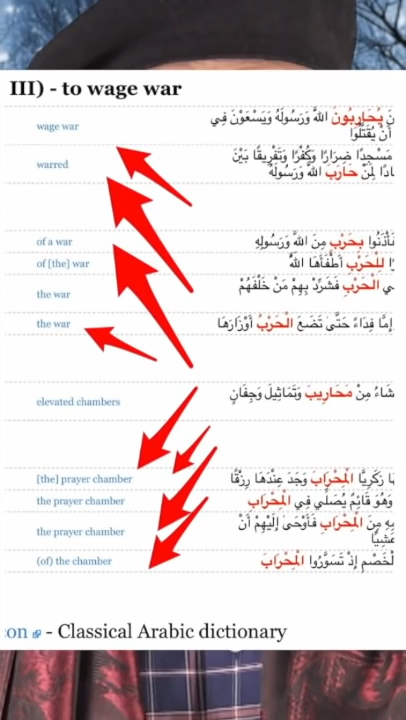 III) - to wage war
wage war
يُحَارِبُونَ اللَّهَ وَرَسُولَهُ وَيَسْعَوْنَ فِي
أَنْ يُقَتَّلُوا
warred
مَسْجِدًا ضِرَارًا وَكُفْرًا وَتَفْرِيقًا بَيْنَ
ادًا لِمَنْ حَارَبَ اللَّهَ وَرَسُولَهُ
of a war
فَأْذَنُوا بِحَرْبٍ مِنَ اللَّهِ وَرَسُولِهِ
of [the] war
ًا لِلْحَرْبِ أَطْفَأَهَا اللَّهُ
the war
ي الْحَرْبِ فَشَرِّدْ بِهِمْ مَنْ خَلْفَهُمْ
the war
إِمَّا فِدَاءً حَتَّىٰ تَضَعَ الْحَرْبُ أَوْزَارَهَا
elevated chambers
شَاءُ مِنْ مَحَارِيبَ وَتَمَاثِيلَ وَجِفَانٍ
[the] prayer chamber
هَا زَكَرِيَّا الْمِحْرَابَ وَجَدَ عِنْدَهَا رِزْقًا
the prayer chamber
وَهُوَ قَائِمٌ يُصَلِّي فِي الْمِحْرَابِ
the prayer chamber
هِ مِنَ الْمِحْرَابِ فَأَوْحَىٰ إِلَيْهِمْ أَنْ
عَشِيًّا
(of) the chamber
الْخَصْمِ إِذْ تَسَوَّرُوا الْمِحْرَابَ
con - Classical Arabic dictionary